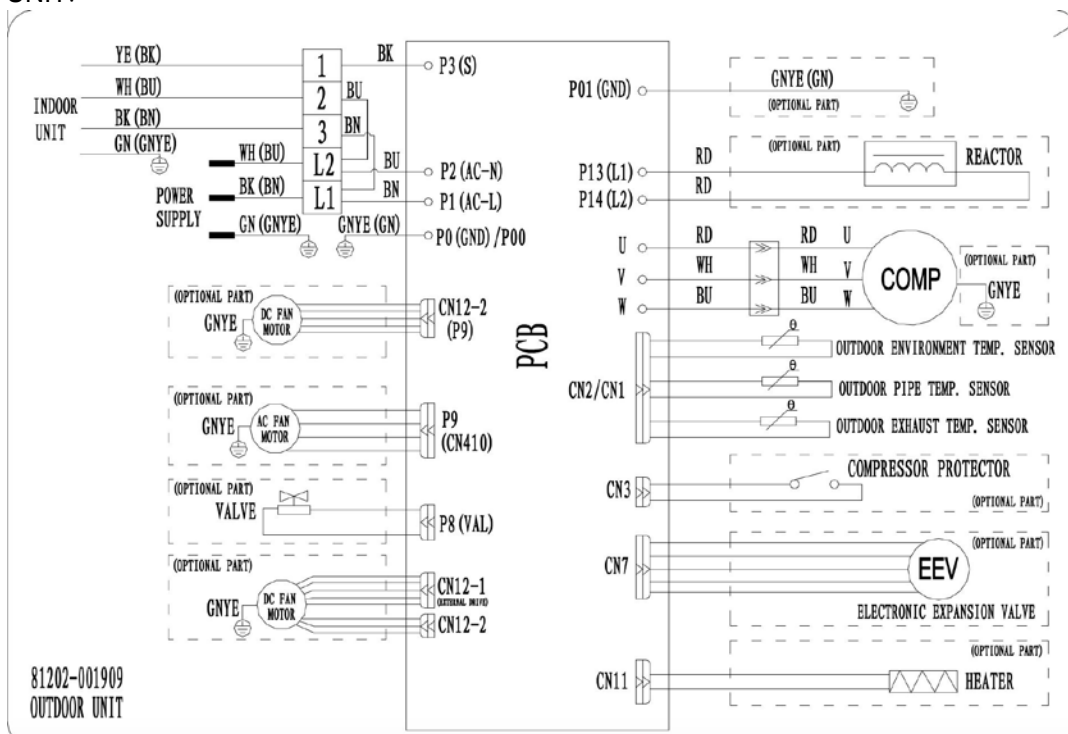 YE (BK)
1
BK
P3 (S)
WH (BU)
2
BU
INDOOR
UNIT
BK (BN)
3
BN
GN (GNYE)
WH (BU)
L2
BU
P2 (AC-N)
POWER
SUPPLY
BK (BN)
L1
BN
P1 (AC-L)
GN (GNYE)
GNYE (GN)
P0 (GND) /P00
(OPTIONAL PART)
GNYE
DC FAN
MOTOR
CN12-2
(P9)
(OPTIONAL PART)
GNYE
AC FAN
MOTOR
P9
(CN410)
(OPTIONAL PART)
VALVE
P8 (VAL)
(OPTIONAL PART)
GNYE
DC FAN
MOTOR
CN12-1
(EXTERNAL DRIVE)
CN12-2
81202-001909
OUTDOOR UNIT
PCB
P01 (GND)
GNYE (GN)
(OPTIONAL PART)
(OPTIONAL PART)
P13 (L1)
RD
REACTOR
P14 (L2)
RD
U
RD
RD
U
V
WH
WH
V
W
BU
BU
W
COMP
(OPTIONAL PART)
GNYE
CN2/CN1
θ
OUTDOOR ENVIRONMENT TEMP. SENSOR
θ
OUTDOOR PIPE TEMP. SENSOR
θ
OUTDOOR EXHAUST TEMP. SENSOR
CN3
COMPRESSOR PROTECTOR
(OPTIONAL PART)
CN7
(OPTIONAL PART)
EEV
ELECTRONIC EXPANSION VALVE
(OPTIONAL PART)
CN11
HEATER